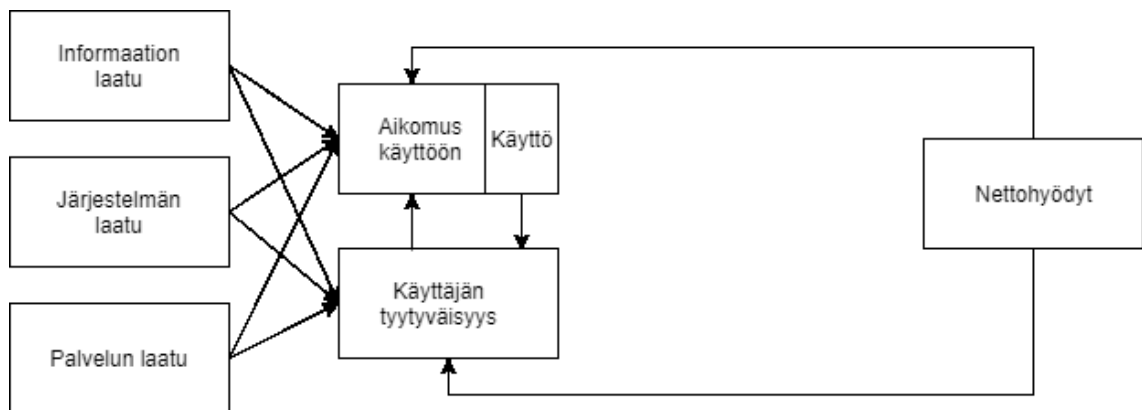 Informaation
laatu
Järjestelmän
laatu
Palvelun laatu
Aikomus
käyttöön
Käyttö
Käyttäjän
tyytyväisyys
Nettohyödyt